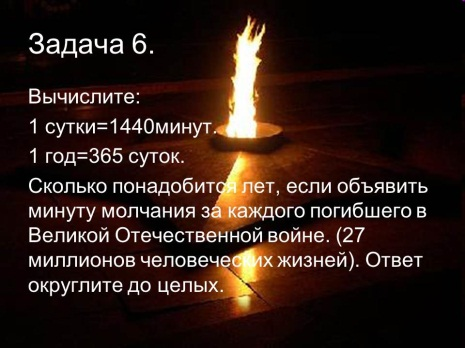 Задача 6.
Вычислите:
1 сутки=1440минут.
1 год=365 суток.
Сколько понадобится лет, если объявить
минуту молчания за каждого погибшего в
Великой Отечественной войне. (27
миллионов человеческих жизней). Ответ
округлите до целых.